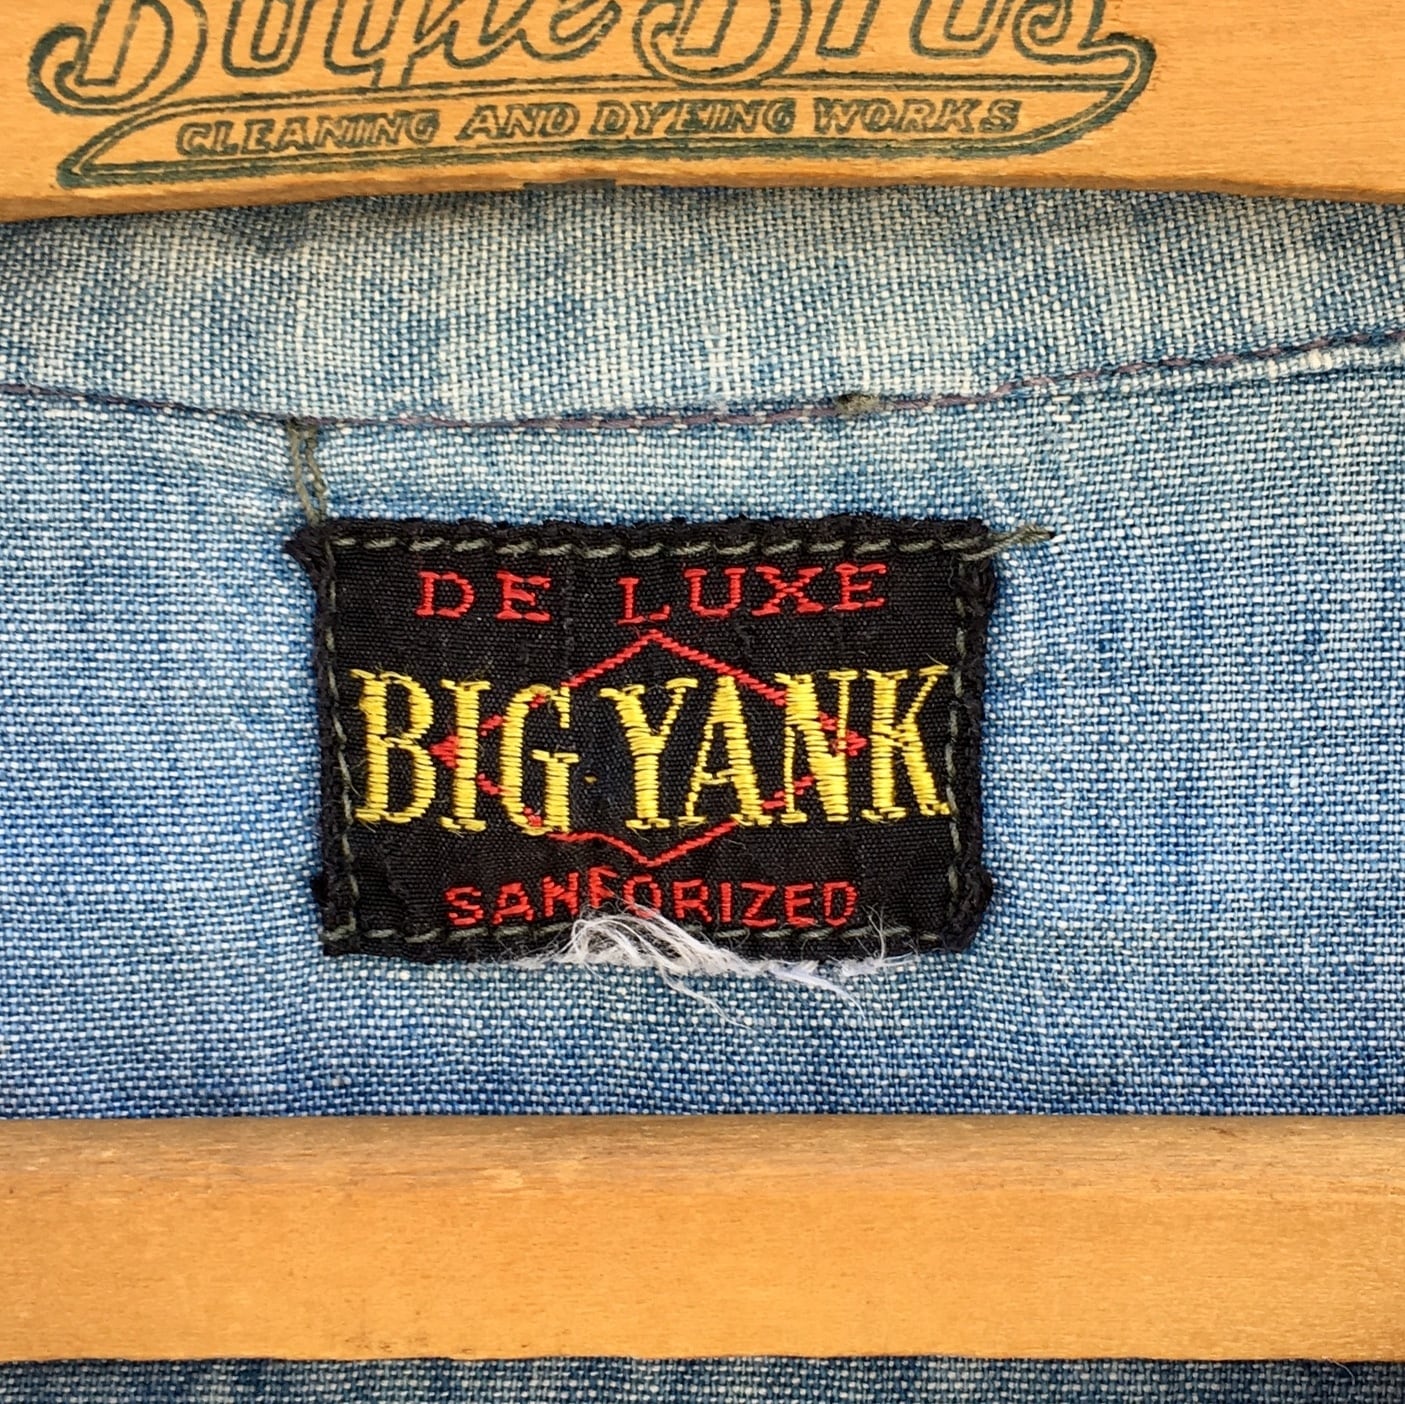 CLEANING AND DYEING WORKS
DE LUXE
BIG YANK
SANFORIZED